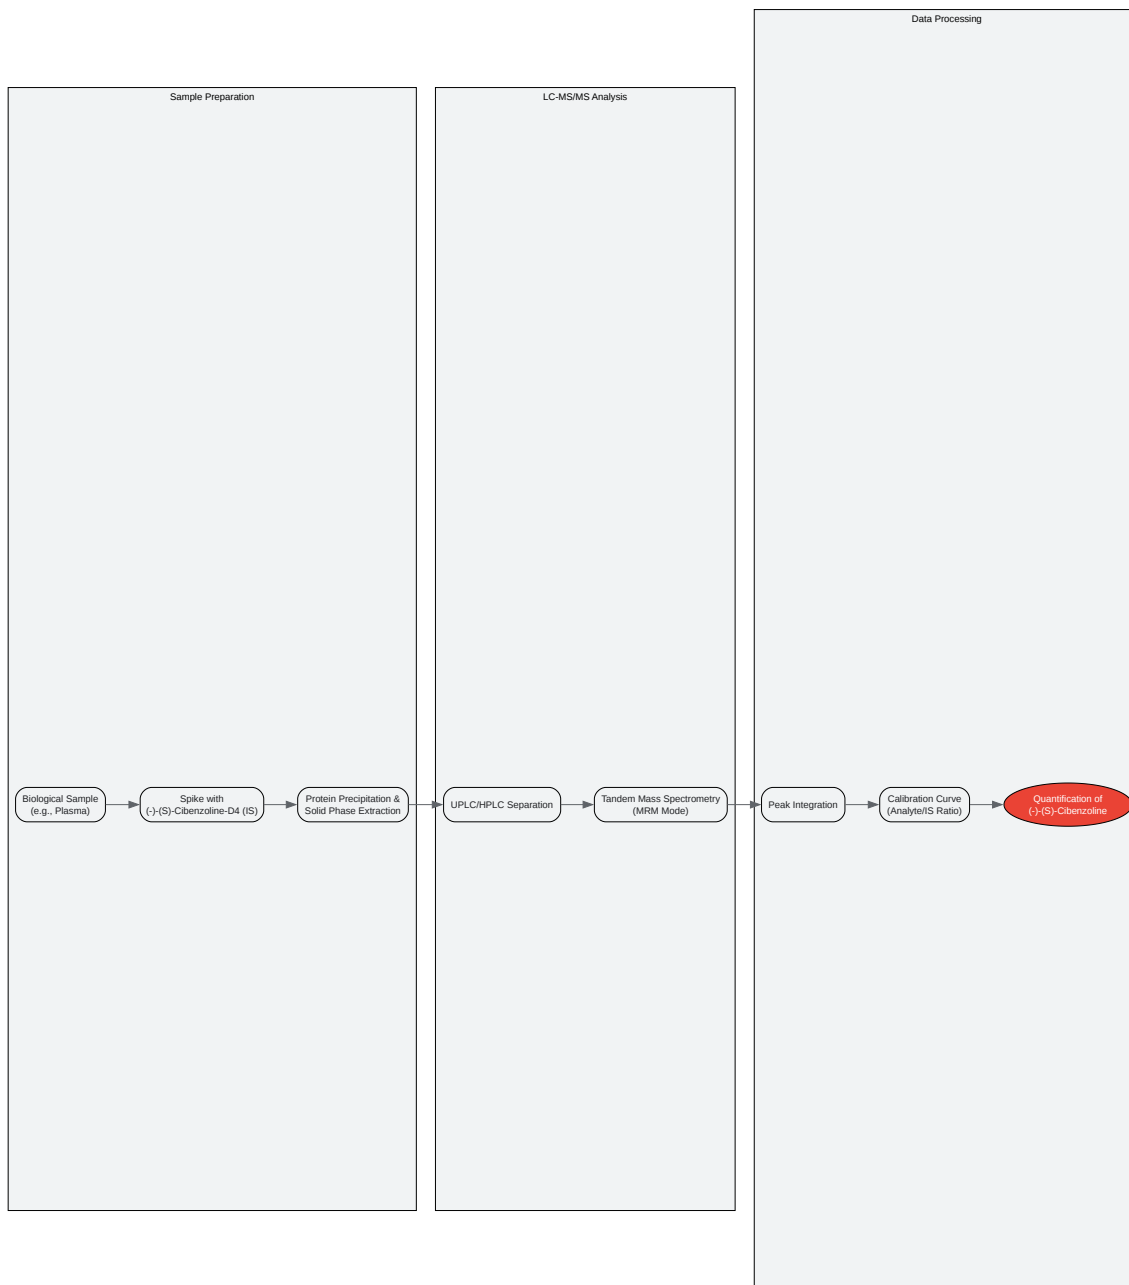 Data Processing
Sample Preparation
LC-MS/MS Analysis
Biological Sample
(e.g., Plasma)
Spike with
(-)-(S)-Cibenzoline-D4 (IS)
Protein Precipitation &
Solid Phase Extraction
UPLC/HPLC Separation
Tandem Mass Spectrometry
(MRM Mode)
Peak Integration
Calibration Curve
(Analyte/IS Ratio)
Quantification of
(-)-(S)-Cibenzoline